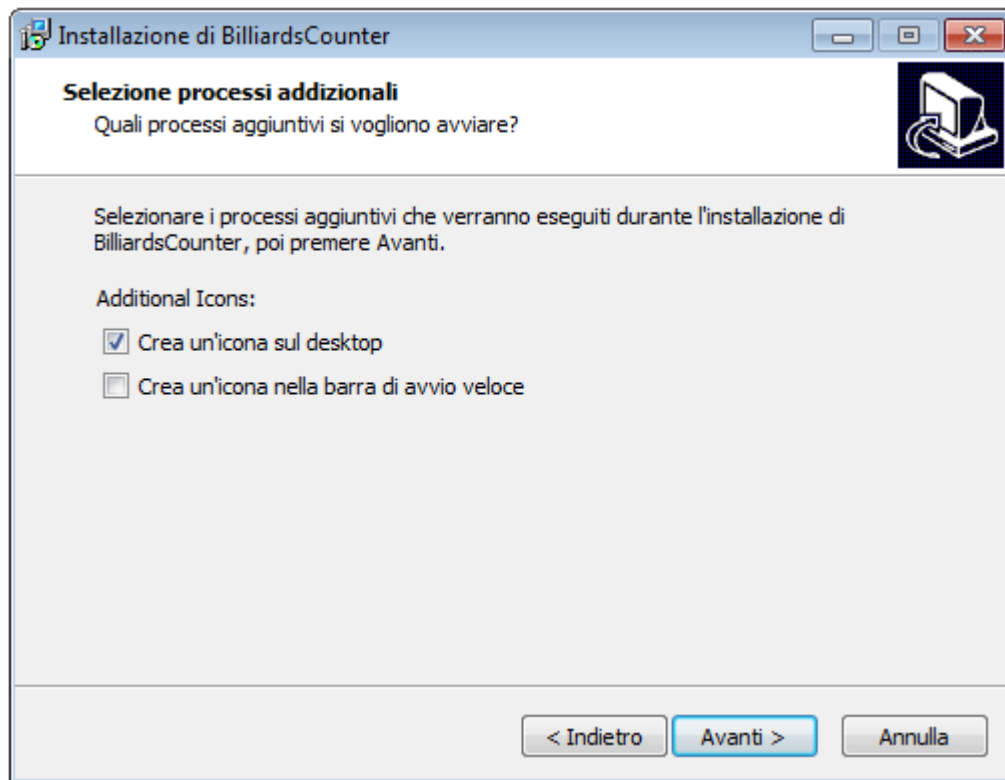 Installazione di BilliardsCounter
Selezione processi addizionali
Quali processi aggiuntivi si vogliono avviare?
Selezionare i processi aggiuntivi che verranno eseguiti durante l'installazione di
BilliardsCounter, poi premere Avanti.
Additional Icons:
Crea un'icona sul desktop
Crea un'icona nella barra di avvio veloce
< Indietro
Avanti >
Annulla